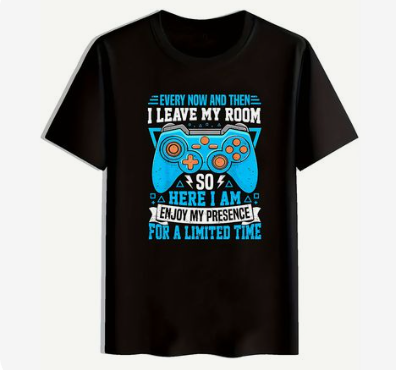 EVERY NOW AND THEN
I LEAVE MY ROOM
SO
HERE I AM
ENJOY MY PRESENCE
FOR A LIMITED TIME